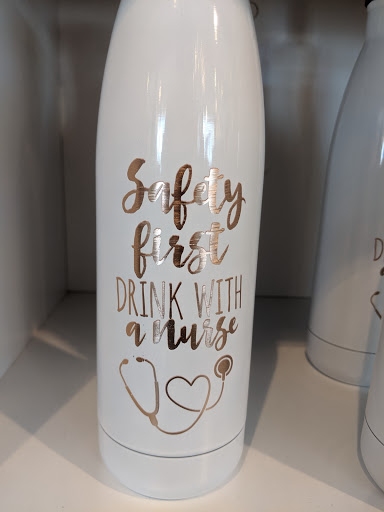 Safety
first
DRINK WITH
a nurse